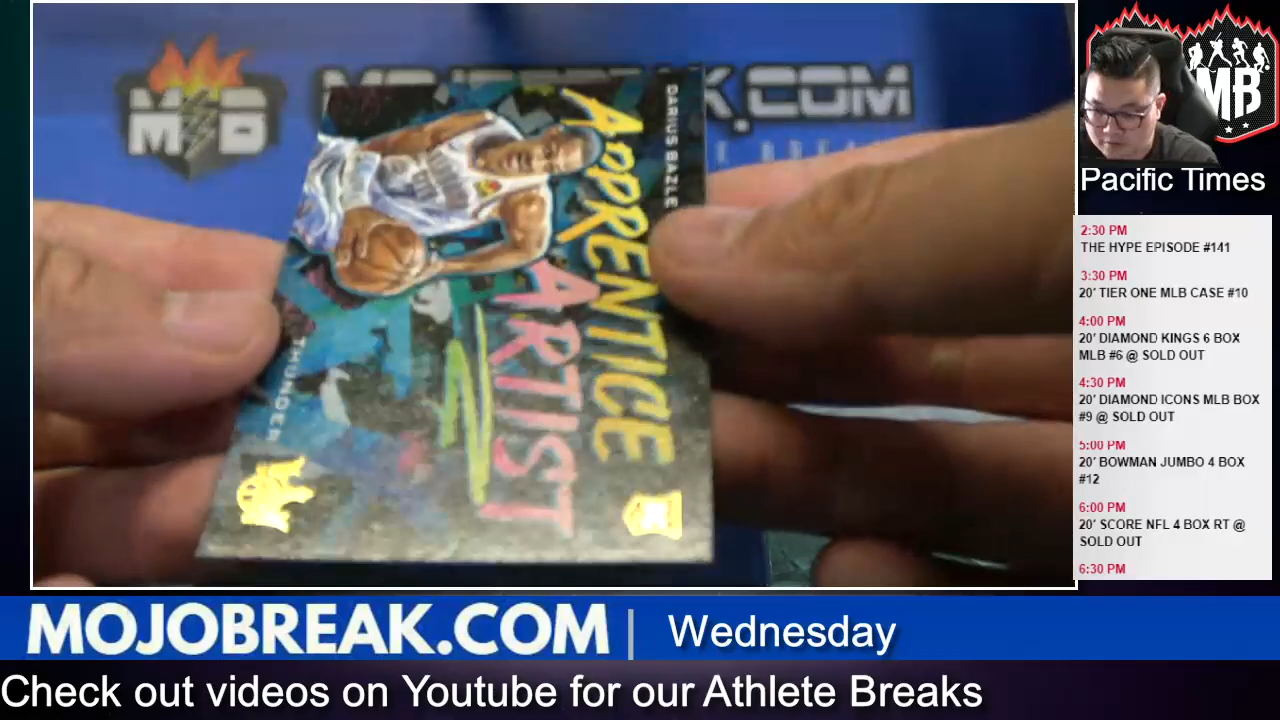 DARIUS BAZLE
APPRENTICE
ARTIST
THUNDER
RC
K.COM
MB
Pacific Times
2:30 PM
THE HYPE EPISODE #141
3:30 PM
20' TIER ONE MLB CASE #10
4:00 PM
20' DIAMOND KINGS 6 BOX
MLB #6 @ SOLD OUT
4:30 PM
20' DIAMOND ICONS MLB BOX
#9 @ SOLD OUT
5:00 PM
20' BOWMAN JUMBO 4 BOX
#12
6:00 PM
20' SCORE NFL 4 BOX RT @
SOLD OUT
6:30 PM
MOJOBREAK.COM | Wednesday
Check out videos on Youtube for our Athlete Breaks